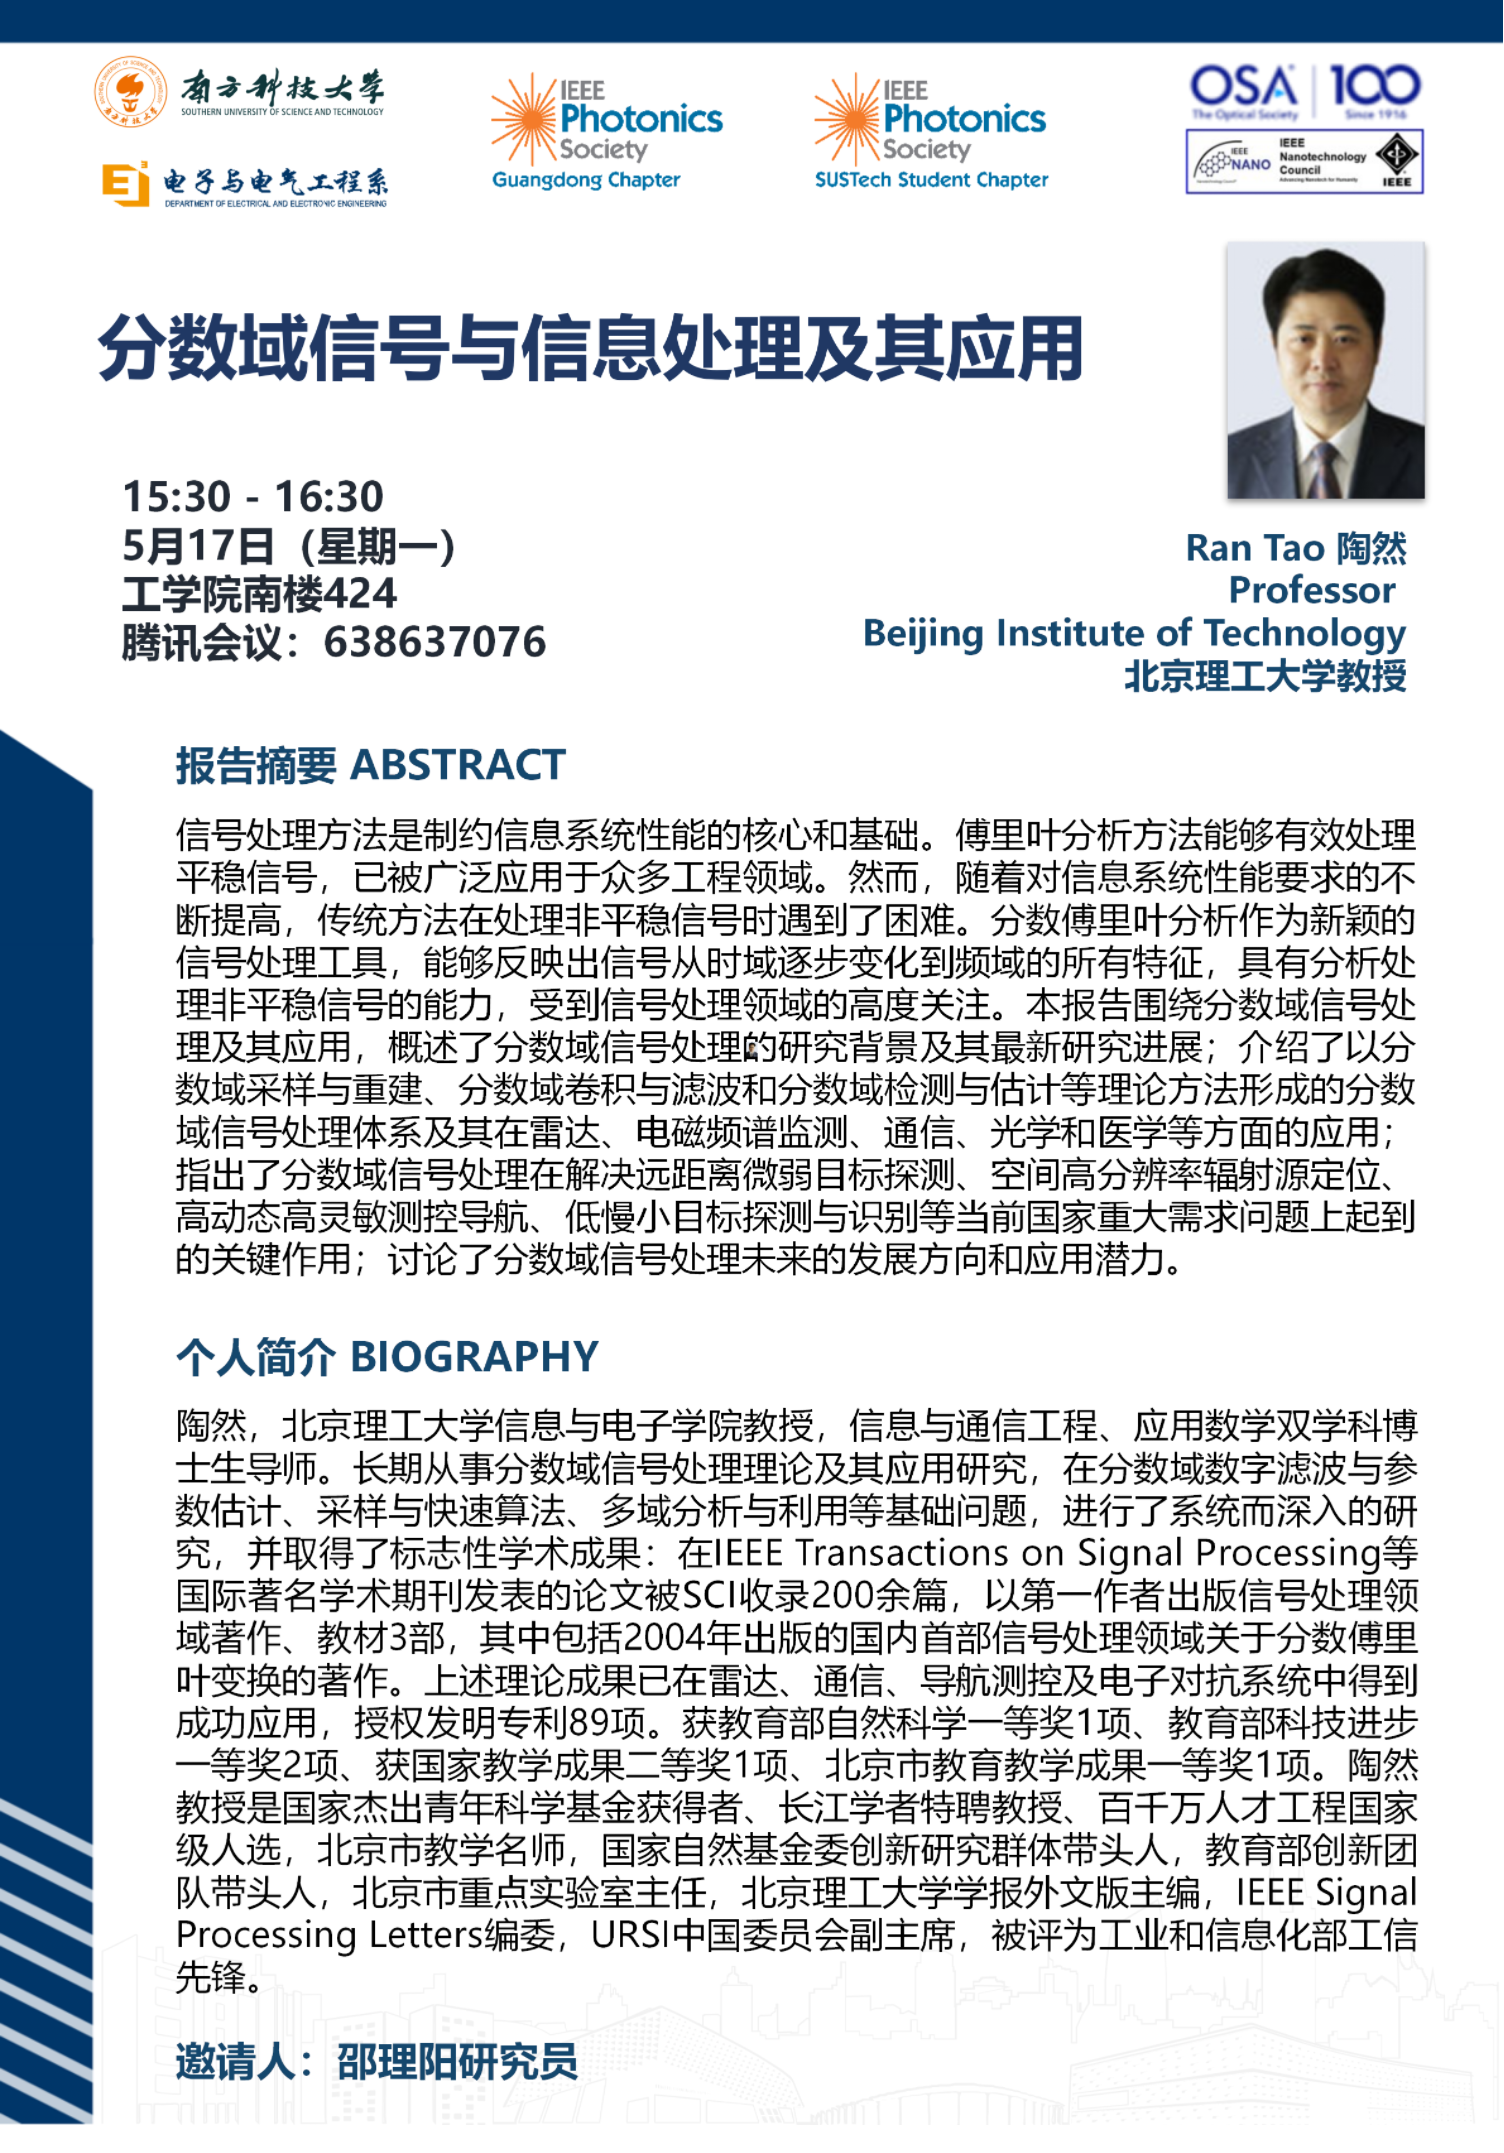 南方科技大学
SOUTHERN UNIVERSITY OF SCIENCE AND TECHNOLOGY
电子与电气工程系
DEPARTMENT OF ELECTRICAL AND ELECTRONIC ENGINEERING
IEEE
Photonics
Society
Guangdong Chapter
IEEE
Photonics
Society
SUSTech Student Chapter
OSA 100
The Optical Society Since 1916
IEEE
NANO
IEEE
Nanotechnology
Council
Advancing Nanotech for Humanity
IEEE
分数域信号与信息处理及其应用
15:30 - 16:30
5月17日（星期一）
工学院南楼424
腾讯会议：638637076
Ran Tao 陶然
Professor
Beijing Institute of Technology
北京理工大学教授
报告摘要 ABSTRACT
信号处理方法是制约信息系统性能的核心和基础。傅里叶分析方法能够有效处理
平稳信号，已被广泛应用于众多工程领域。然而，随着对信息系统性能要求的不
断提高，传统方法在处理非平稳信号时遇到了困难。分数傅里叶分析作为新颖的
信号处理工具，能够反映出信号从时域逐步变化到频域的所有特征，具有分析处
理非平稳信号的能力，受到信号处理领域的高度关注。本报告围绕分数域信号处
理及其应用，概述了分数域信号处理的研究背景及其最新研究进展；介绍了以分
数域采样与重建、分数域卷积与滤波和分数域检测与估计等理论方法形成的分数
域信号处理体系及其在雷达、电磁频谱监测、通信、光学和医学等方面的应用；
指出了分数域信号处理在解决远距离微弱目标探测、空间高分辨率辐射源定位、
高动态高灵敏测控导航、低慢小目标探测与识别等当前国家重大需求问题上起到
的关键作用；讨论了分数域信号处理未来的发展方向和应用潜力。
个人简介 BIOGRAPHY
陶然，北京理工大学信息与电子学院教授，信息与通信工程、应用数学双学科博
士生导师。长期从事分数域信号处理理论及其应用研究，在分数域数字滤波与参
数估计、采样与快速算法、多域分析与利用等基础问题，进行了系统而深入的研
究，并取得了标志性学术成果：在IEEE Transactions on Signal Processing等
国际著名学术期刊发表的论文被SCI收录200余篇，以第一作者出版信号处理领
域著作、教材3部，其中包括2004年出版的国内首部信号处理领域关于分数傅里
叶变换的著作。上述理论成果已在雷达、通信、导航测控及电子对抗系统中得到
成功应用，授权发明专利89项。获教育部自然科学一等奖1项、教育部科技进步
一等奖2项、获国家教学成果二等奖1项、北京市教育教学成果一等奖1项。陶然
教授是国家杰出青年科学基金获得者、长江学者特聘教授、百千万人才工程国家
级人选，北京市教学名师，国家自然基金委创新研究群体带头人，教育部创新团
队带头人，北京市重点实验室主任，北京理工大学学报外文版主编，IEEE Signal
Processing Letters编委，URSI中国委员会副主席，被评为工业和信息化部工信
先锋。
邀请人：邵理阳研究员